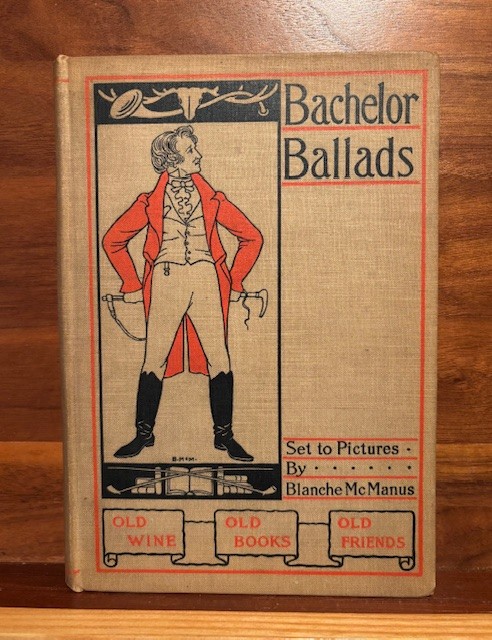 Bachelor
Ballads
B. McM.
Set to Pictures .
By . . . . . .
Blanche McManus
OLD
WINE
OLD
BOOKS
OLD
FRIENDS